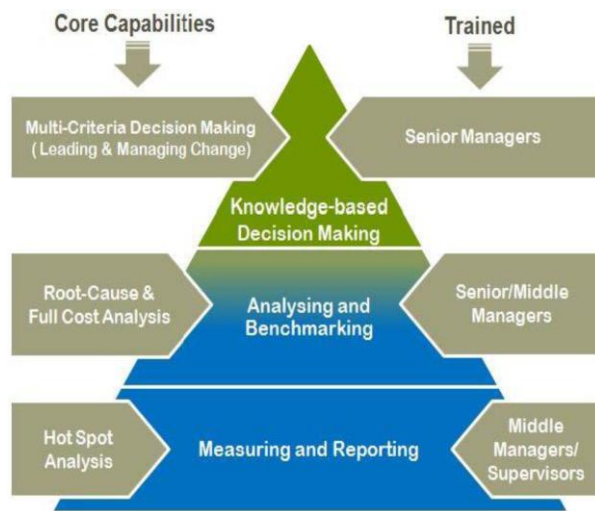 Core Capabilities
Trained
Multi-Criteria Decision Making
( Leading & Managing Change)
Senior Managers
Knowledge-based
Decision Making
Root-Cause &
Full Cost Analysis
Analysing and
Benchmarking
Senior/Middle
Managers
Hot Spot
Analysis
Measuring and Reporting
Middle
Managers/
Supervisors